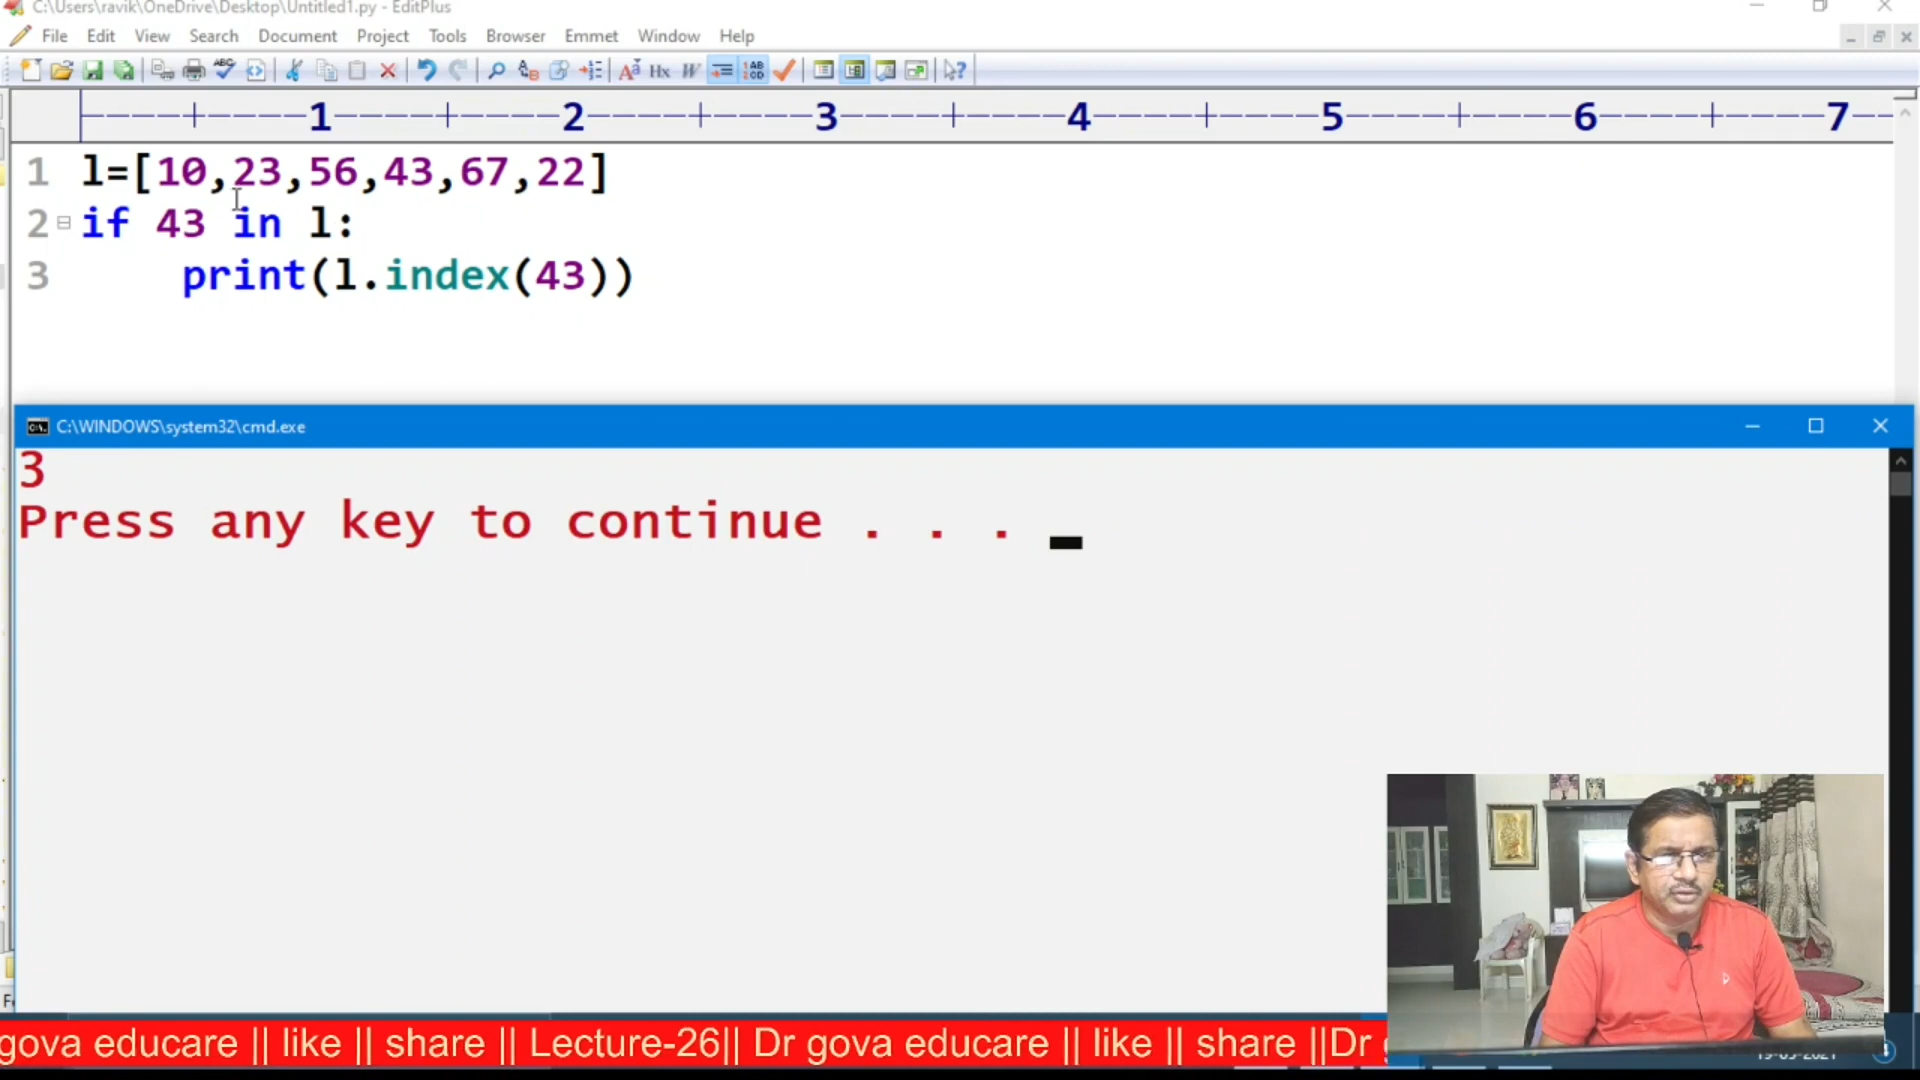 C:\Users\ravik\OneDrive\Desktop\Untitled1.py - EditPlus
File Edit View Search Document Project Tools Browser Emmet Window Help
----+----1----+----2----+----3----+----4----+----5----+----6----+----7--
1 l=[10,23,56,43,67,22]
2 if 43 in l:
3 print(l.index(43))
C:\WINDOWS\system32\cmd.exe
3
Press any key to continue . . .
gova educare || like || share || Lecture-26|| Dr gova educare || like || share ||Dr